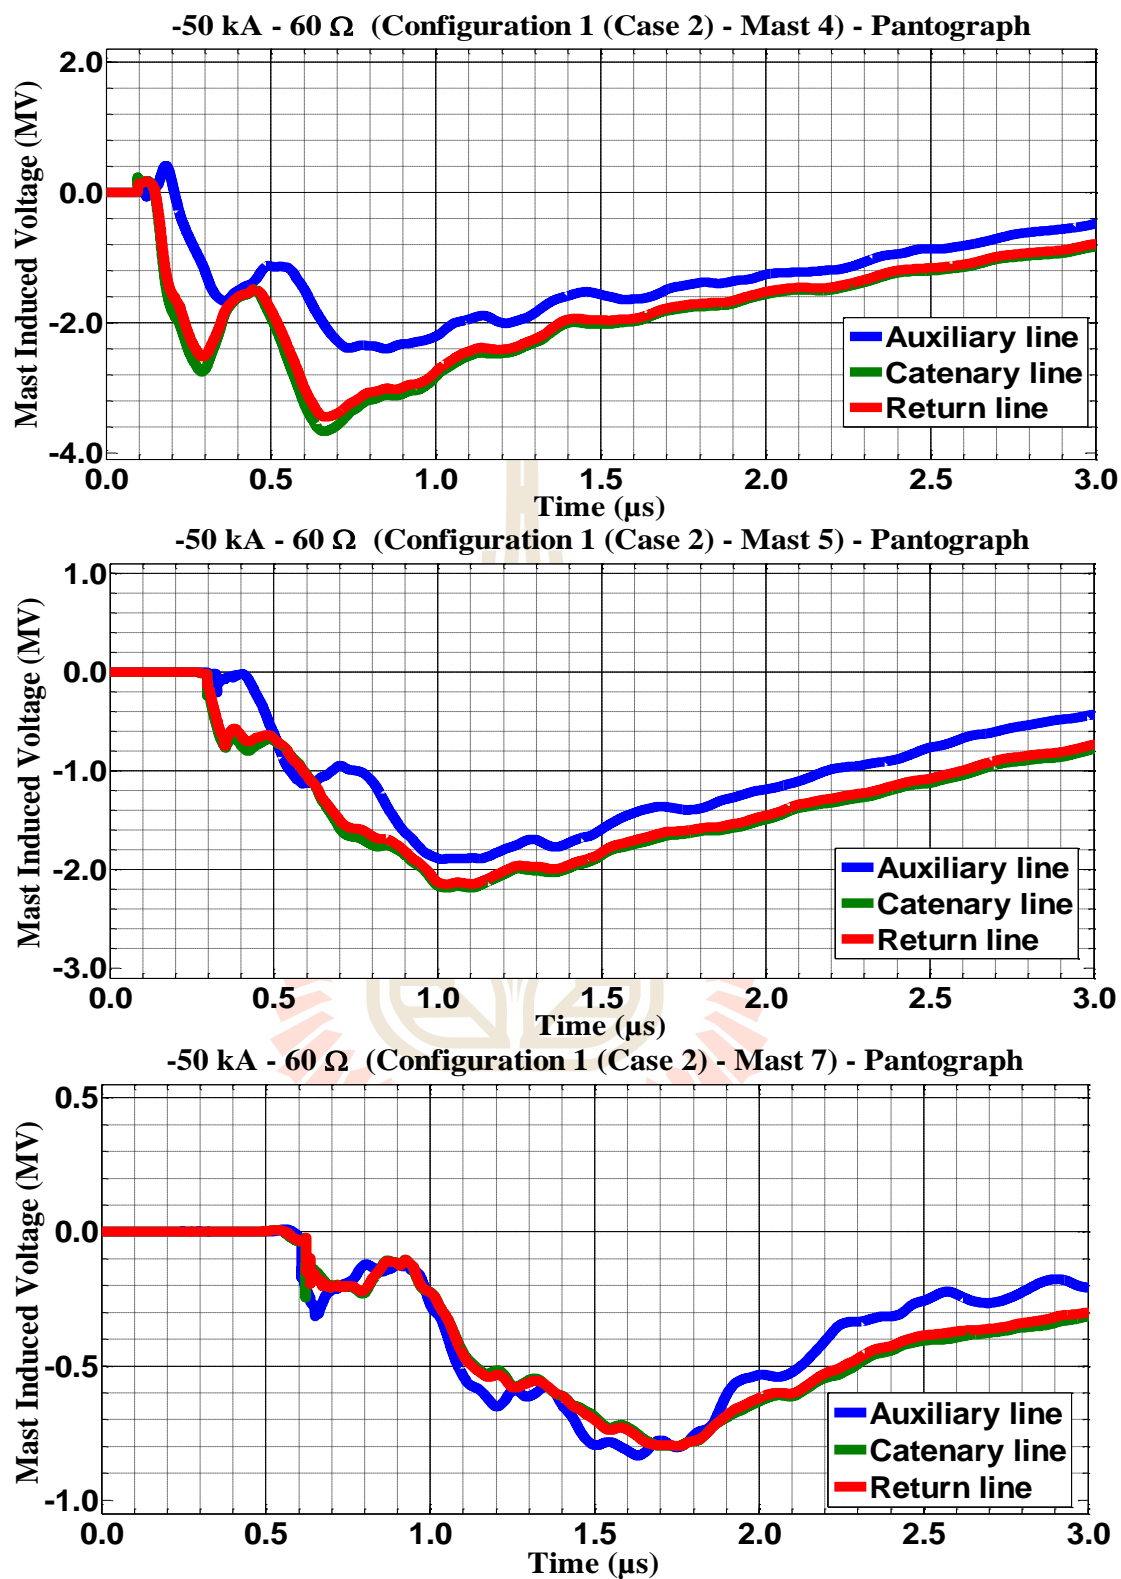 -50 kA - 60 Ω (Configuration 1 (Case 2) - Mast 4) - Pantograph
Mast Induced Voltage (MV)
2.0
0.0
-2.0
-4.0
Auxiliary line
Catenary line
Return line
0.0 0.5 1.0 1.5 2.0 2.5 3.0
Time (µs)
-50 kA - 60 Ω (Configuration 1 (Case 2) - Mast 5) - Pantograph
Mast Induced Voltage (MV)
1.0
0.0
-1.0
-2.0
-3.0
Auxiliary line
Catenary line
Return line
0.0 0.5 1.0 1.5 2.0 2.5 3.0
Time (µs)
-50 kA - 60 Ω (Configuration 1 (Case 2) - Mast 7) - Pantograph
Mast Induced Voltage (MV)
0.5
0.0
-0.5
-1.0
Auxiliary line
Catenary line
Return line
0.0 0.5 1.0 1.5 2.0 2.5 3.0
Time (µs)